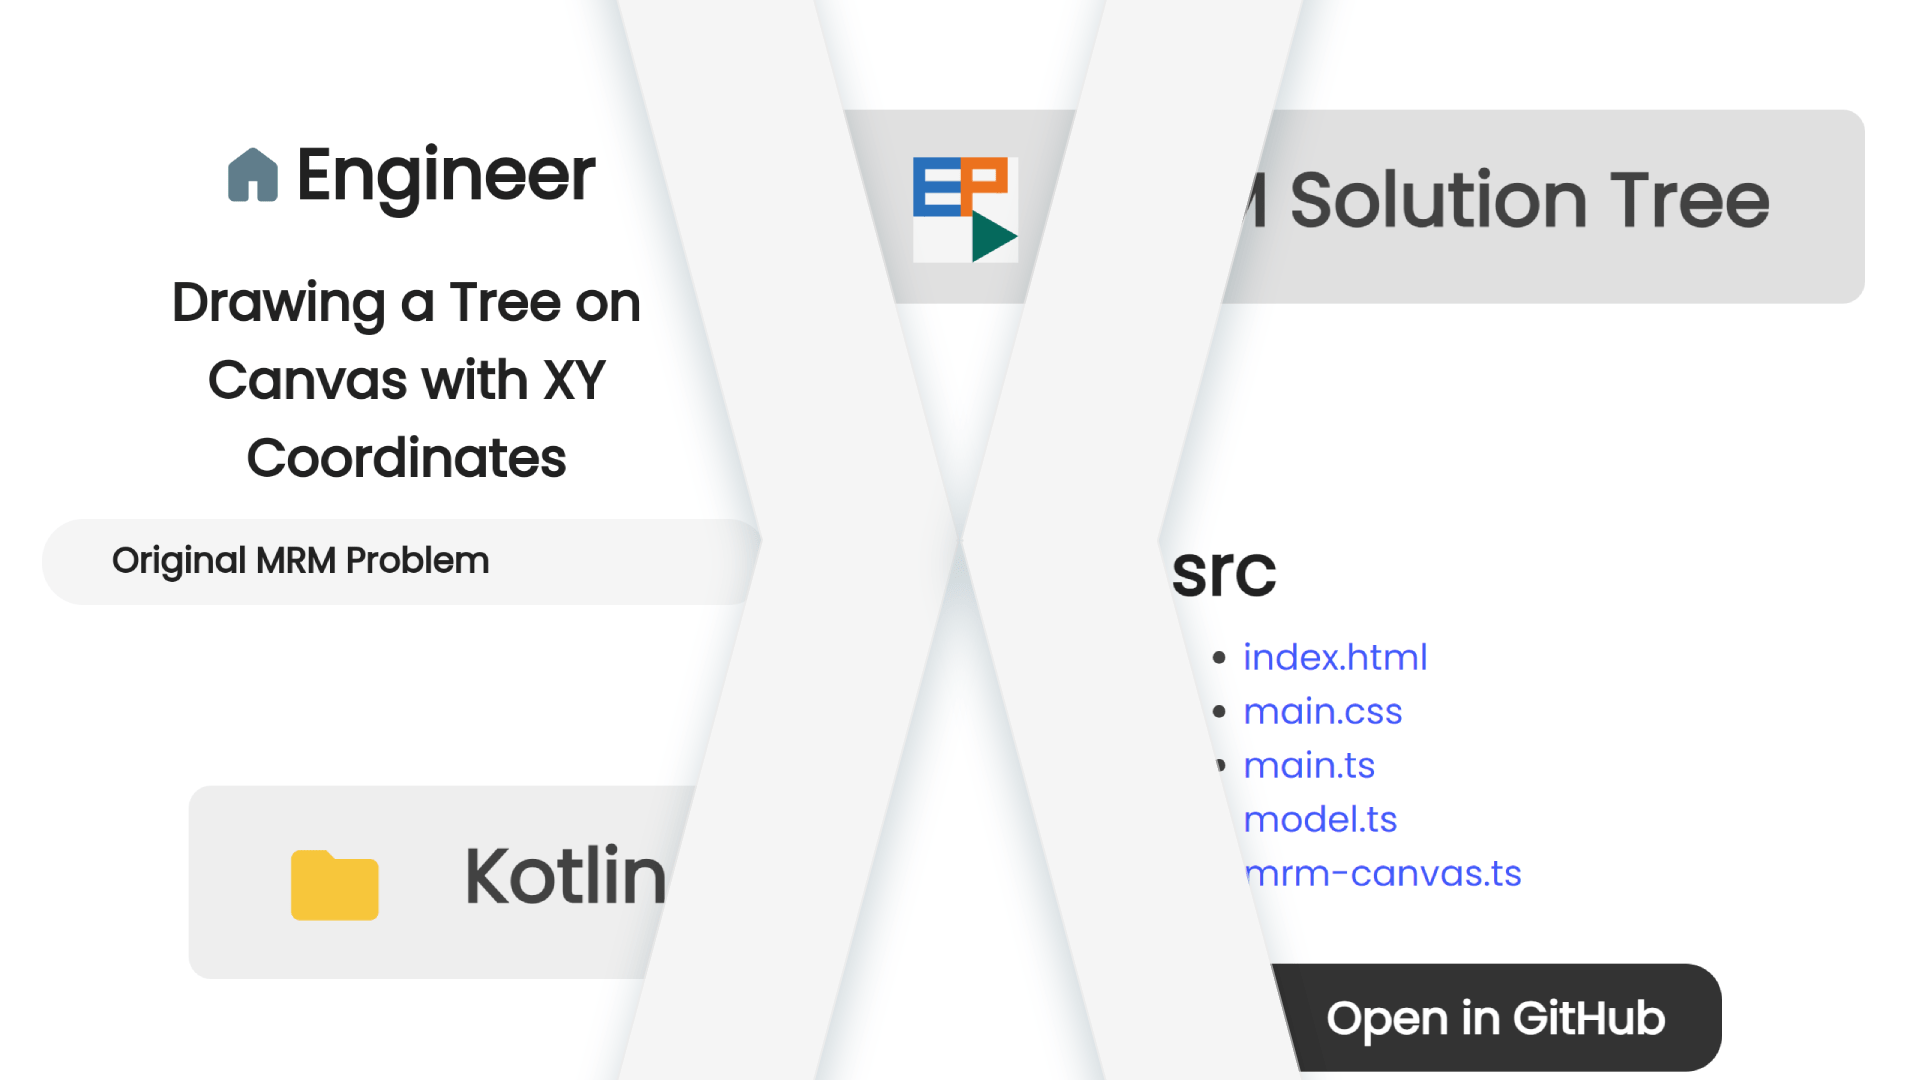 Engineer
Drawing a Tree on
Canvas with XY
Coordinates
Original MRM Problem
Kotlin
EP
Solution Tree
src
index.html
main.css
main.ts
model.ts
mrm-canvas.ts
Open in GitHub